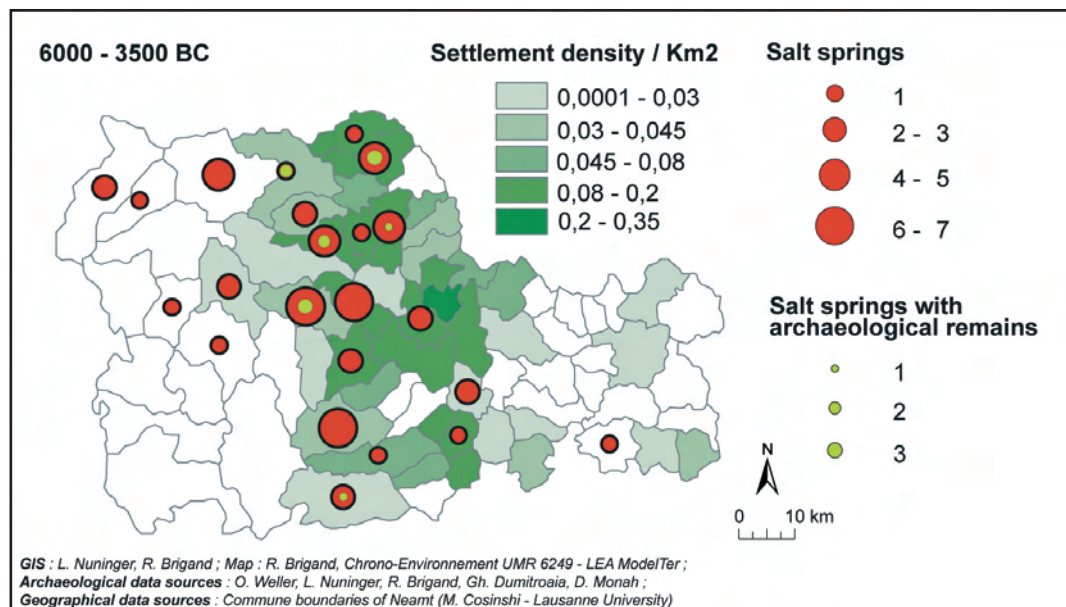 6000 - 3500 BC
Settlement density / Km2
0,0001 - 0,03
0,03 - 0,045
0,045 - 0,08
0,08 - 0,2
0,2 - 0,35
Salt springs
1
2 - 3
4 - 5
6 - 7
Salt springs with
archaeological remains
1
2
3
N
0 10 km
GIS : L. Nuninger, R. Brigand ; Map : R. Brigand, Chrono-Environnement UMR 6249 - LEA ModelTer ;
Archaeological data sources : O. Weller, L. Nuninger, R. Brigand, Gh. Dumitroaia, D. Monah ;
Geographical data sources : Commune boundaries of Neamt (M. Cosinshi - Lausanne University)